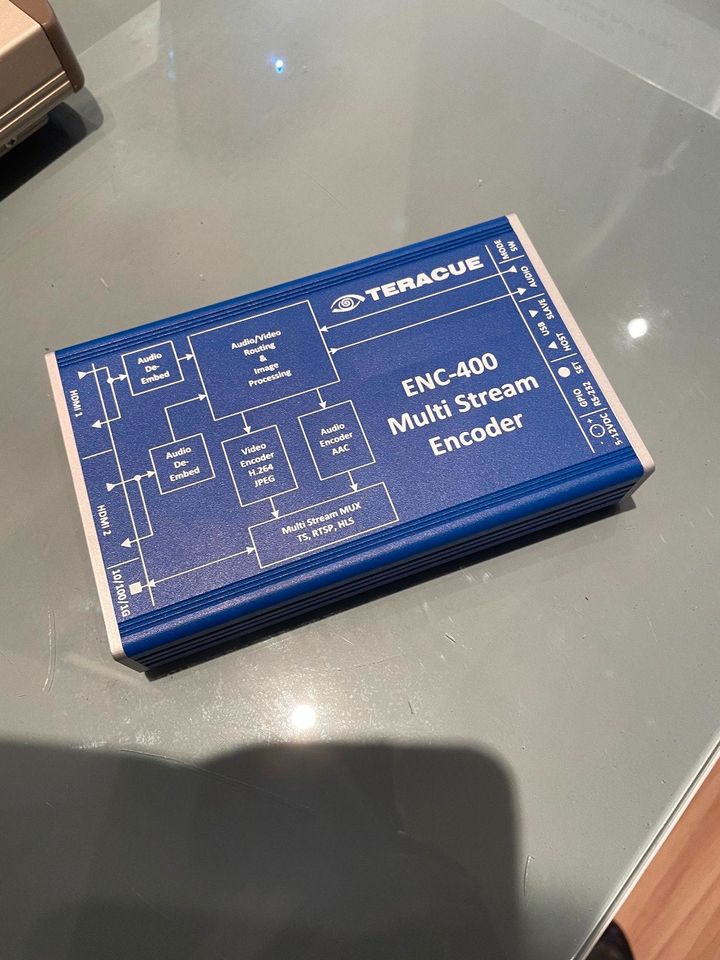 TERACUE
ENC-400
Multi Stream
Encoder
Audio/Video
Routing
&
Image
Processing
Audio
De-
Embed
Audio
De-
Embed
Video
Encoder
H.264
JPEG
Audio
Encoder
AAC
Multi Stream MUX
TS, RTSP, HLS
HDMI 1
HDMI 2
10/100/1G
MODE
SW
AUDIO
USB
HOST SLAVE
SET
GPIO
RS-232
5-12VDC
- +